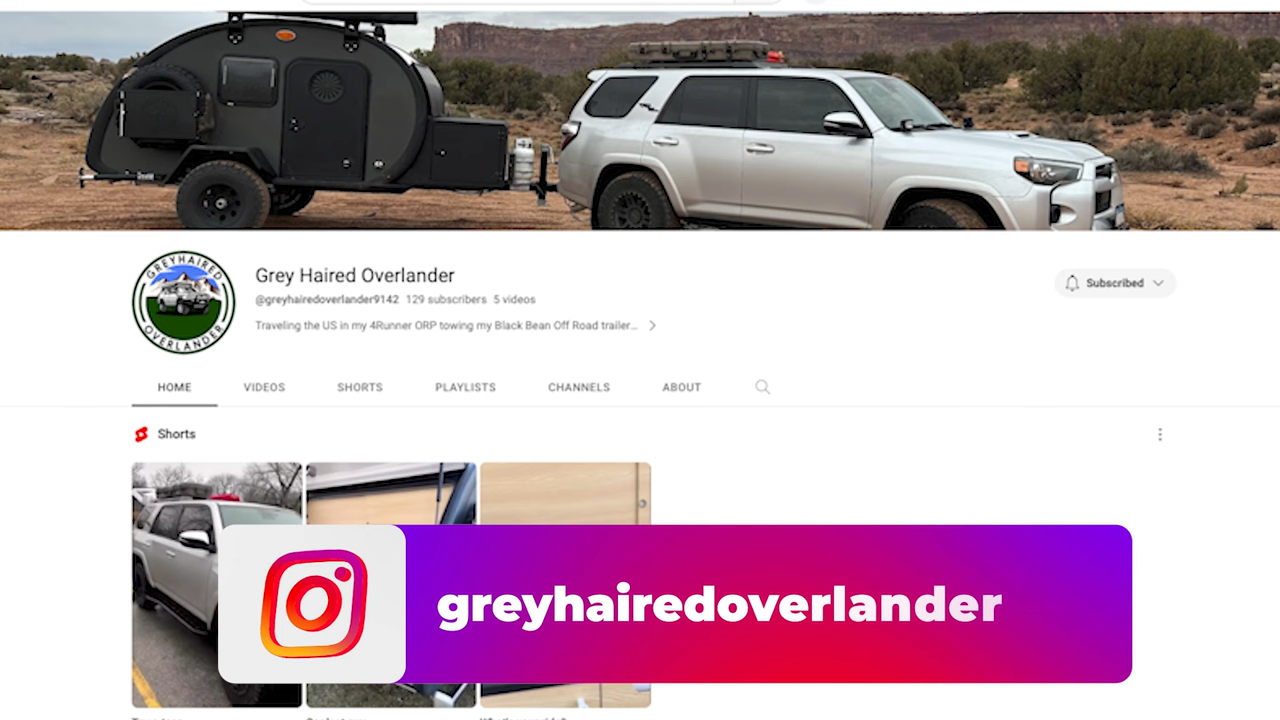 GREYHAIRED
OVERLANDER
Grey Haired Overlander
@greyhairedoverlander9142 129 subscribers 5 videos
Traveling the US in my 4Runner ORP towing my Black Bean Off Road trailer...
Subscribed
HOME VIDEOS SHORTS PLAYLISTS CHANNELS ABOUT
Shorts
greyhairedoverlander